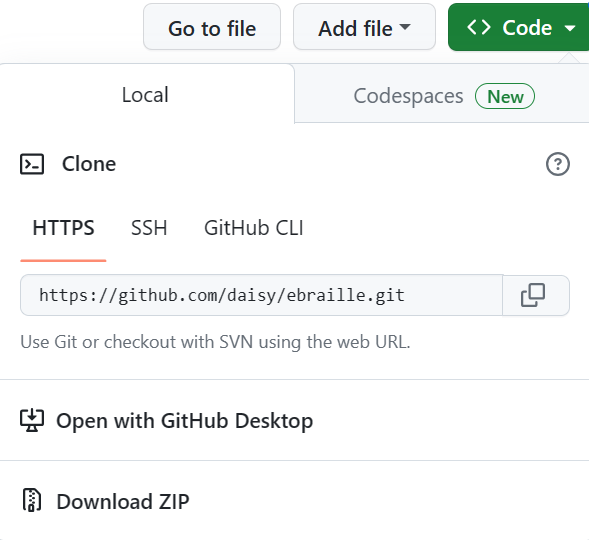 Go to file Add file Code
Local Codespaces New
Clone
HTTPS SSH GitHub CLI
https://github.com/daisy/ebraille.git
Use Git or checkout with SVN using the web URL.
Open with GitHub Desktop
Download ZIP